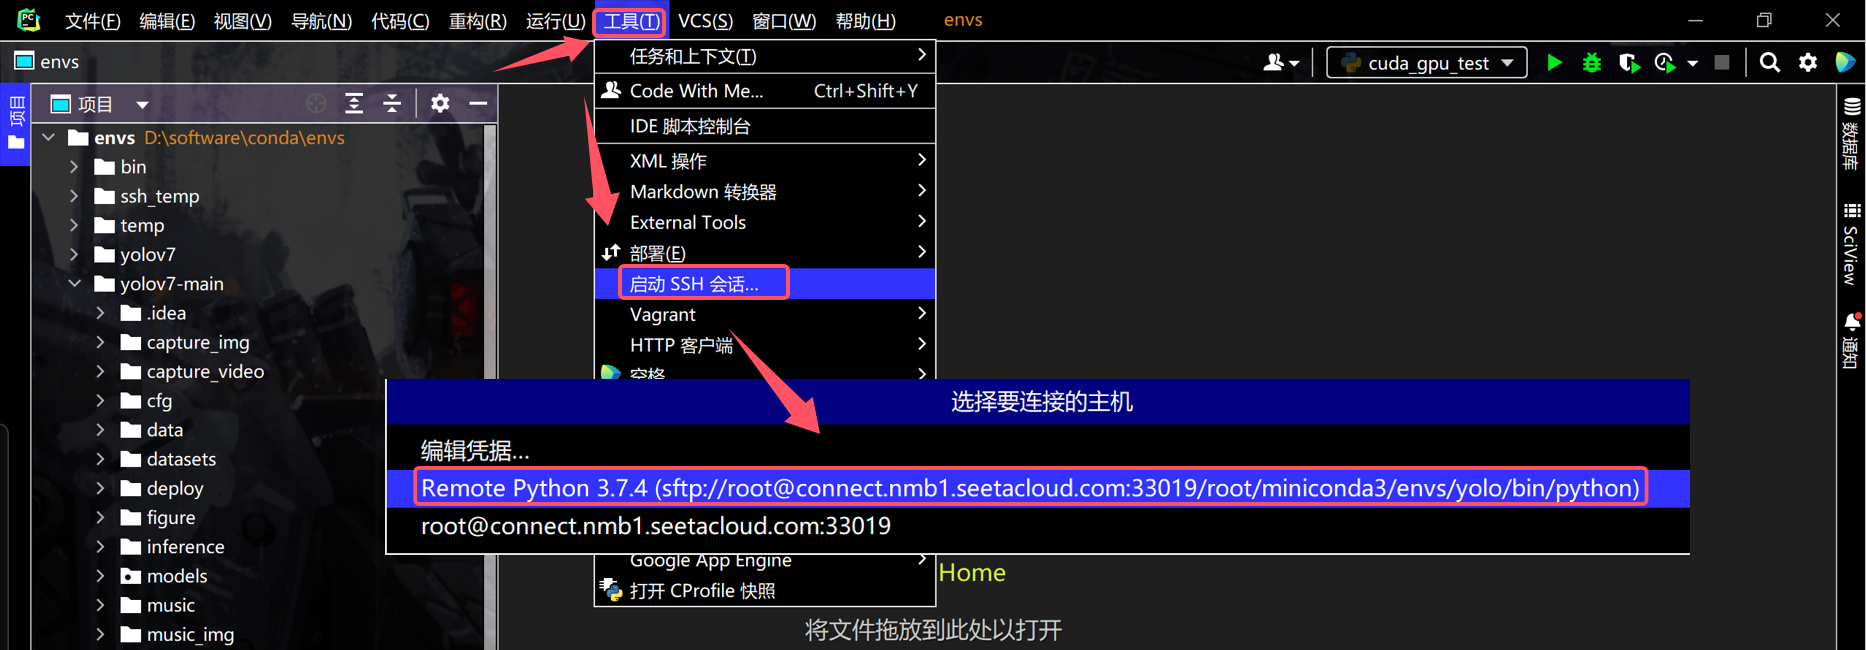 PC
文件(F) 编辑(E) 视图(V) 导航(N) 代码(C) 重构(R) 运行(U) 工具(T) VCS(S) 窗口(W) 帮助(H) envs
envs
cuda_gpu_test
项目
项目
envs D:\software\conda\envs
bin
ssh_temp
temp
yolov7
yolov7-main
.idea
capture_img
capture_video
cfg
data
datasets
deploy
figure
inference
models
music
music_img
任务和上下文(T)
Code With Me... Ctrl+Shift+Y
IDE 脚本控制台
XML 操作
Markdown 转换器
External Tools
部署(E)
启动 SSH 会话...
Vagrant
HTTP 客户端
空格
选择要连接的主机
编辑凭据...
Remote Python 3.7.4 (sftp://root@connect.nmb1.seetacloud.com:33019/root/miniconda3/envs/yolo/bin/python)
root@connect.nmb1.seetacloud.com:33019
Google App Engine
打开 CProfile 快照
Home
将文件拖放到此处以打开
数据库
SciView
通知